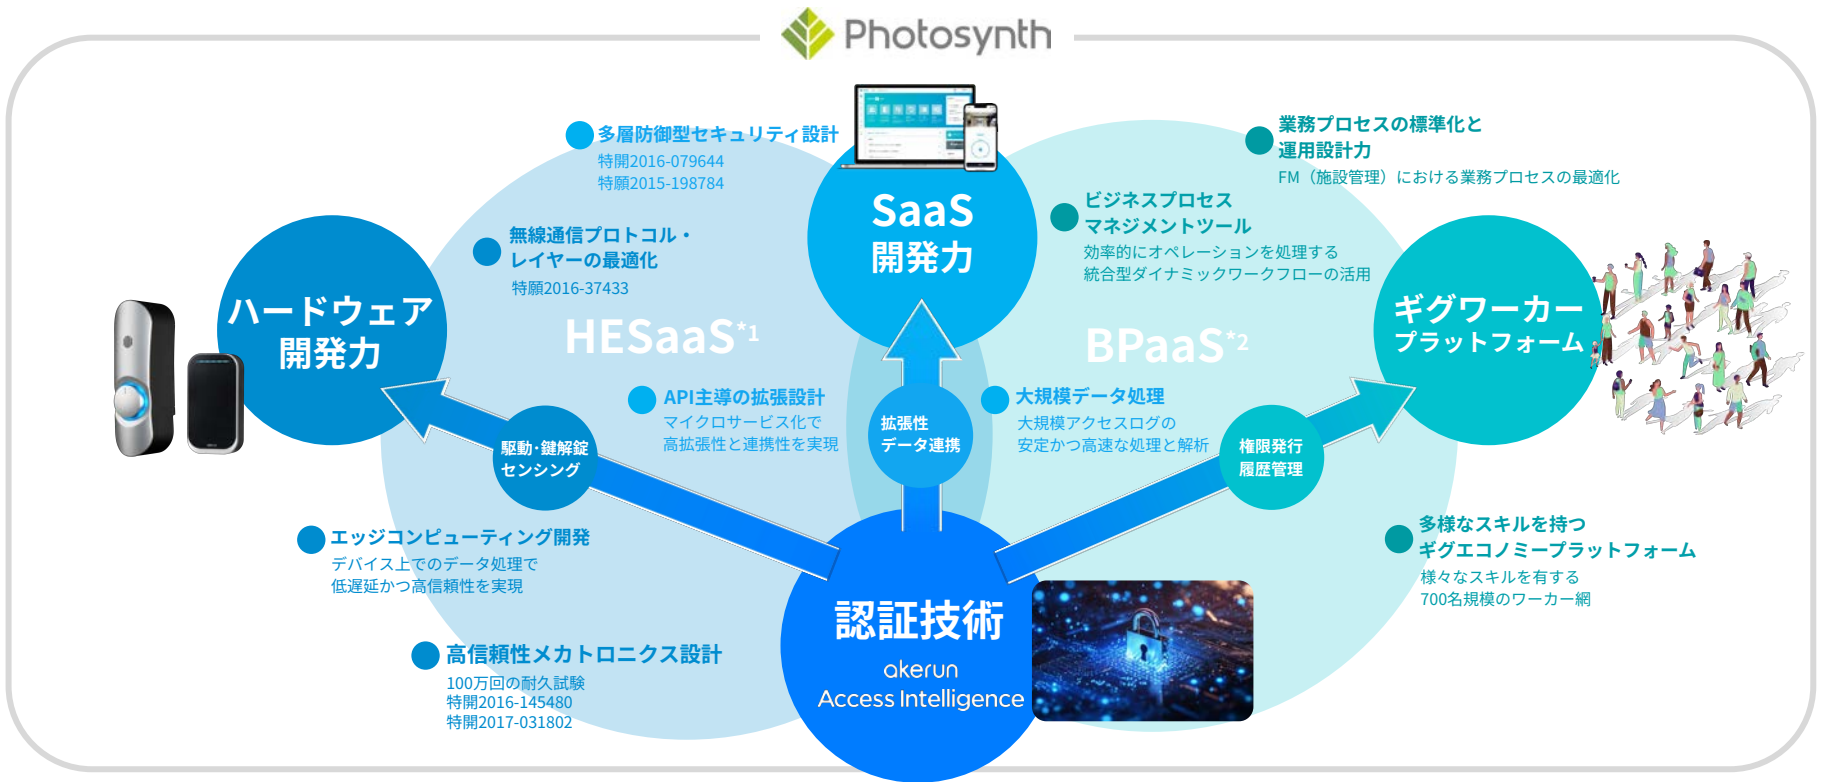 Photosynth
多層防御型セキュリティ設計
特開2016-079644
特願2015-198784
無線通信プロトコル・
レイヤーの最適化
特願2016-37433
SaaS
開発力
業務プロセスの標準化と
運用設計力
FM（施設管理）における業務プロセスの最適化
ビジネスプロセス
マネジメントツール
効率的にオペレーションを処理する
統合型ダイナミックワークフローの活用
ハードウェア
開発力
HESaaS*1
BPaaS*2
ギグワーカー
プラットフォーム
API主導の拡張設計
マイクロサービス化で
高拡張性と連携性を実現
拡張性
データ連携
大規模データ処理
大規模アクセスログの
安定かつ高速な処理と解析
駆動・鍵解錠
センシング
権限発行
履歴管理
エッジコンピューティング開発
デバイス上でのデータ処理で
低遅延かつ高信頼性を実現
多様なスキルを持つ
ギグエコノミープラットフォーム
様々なスキルを有する
700名規模のワーカー網
高信頼性メカトロニクス設計
100万回の耐久試験
特開2016-145480
特開2017-031802
認証技術
akerun
Access Intelligence